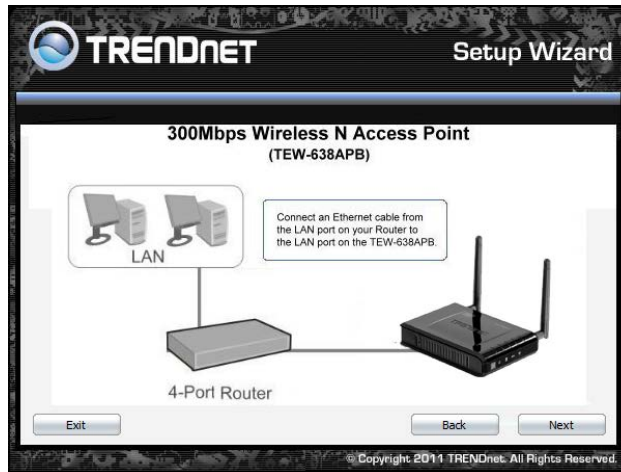 TRENDNET
Setup Wizard
300Mbps Wireless N Access Point
(TEW-638APB)
Connect an Ethernet cable from
the LAN port on your Router to
the LAN port on the TEW-638APB.
LAN
4-Port Router
Exit
Back
Next
© Copyright 2011 TRENDnet. All Rights Reserved.